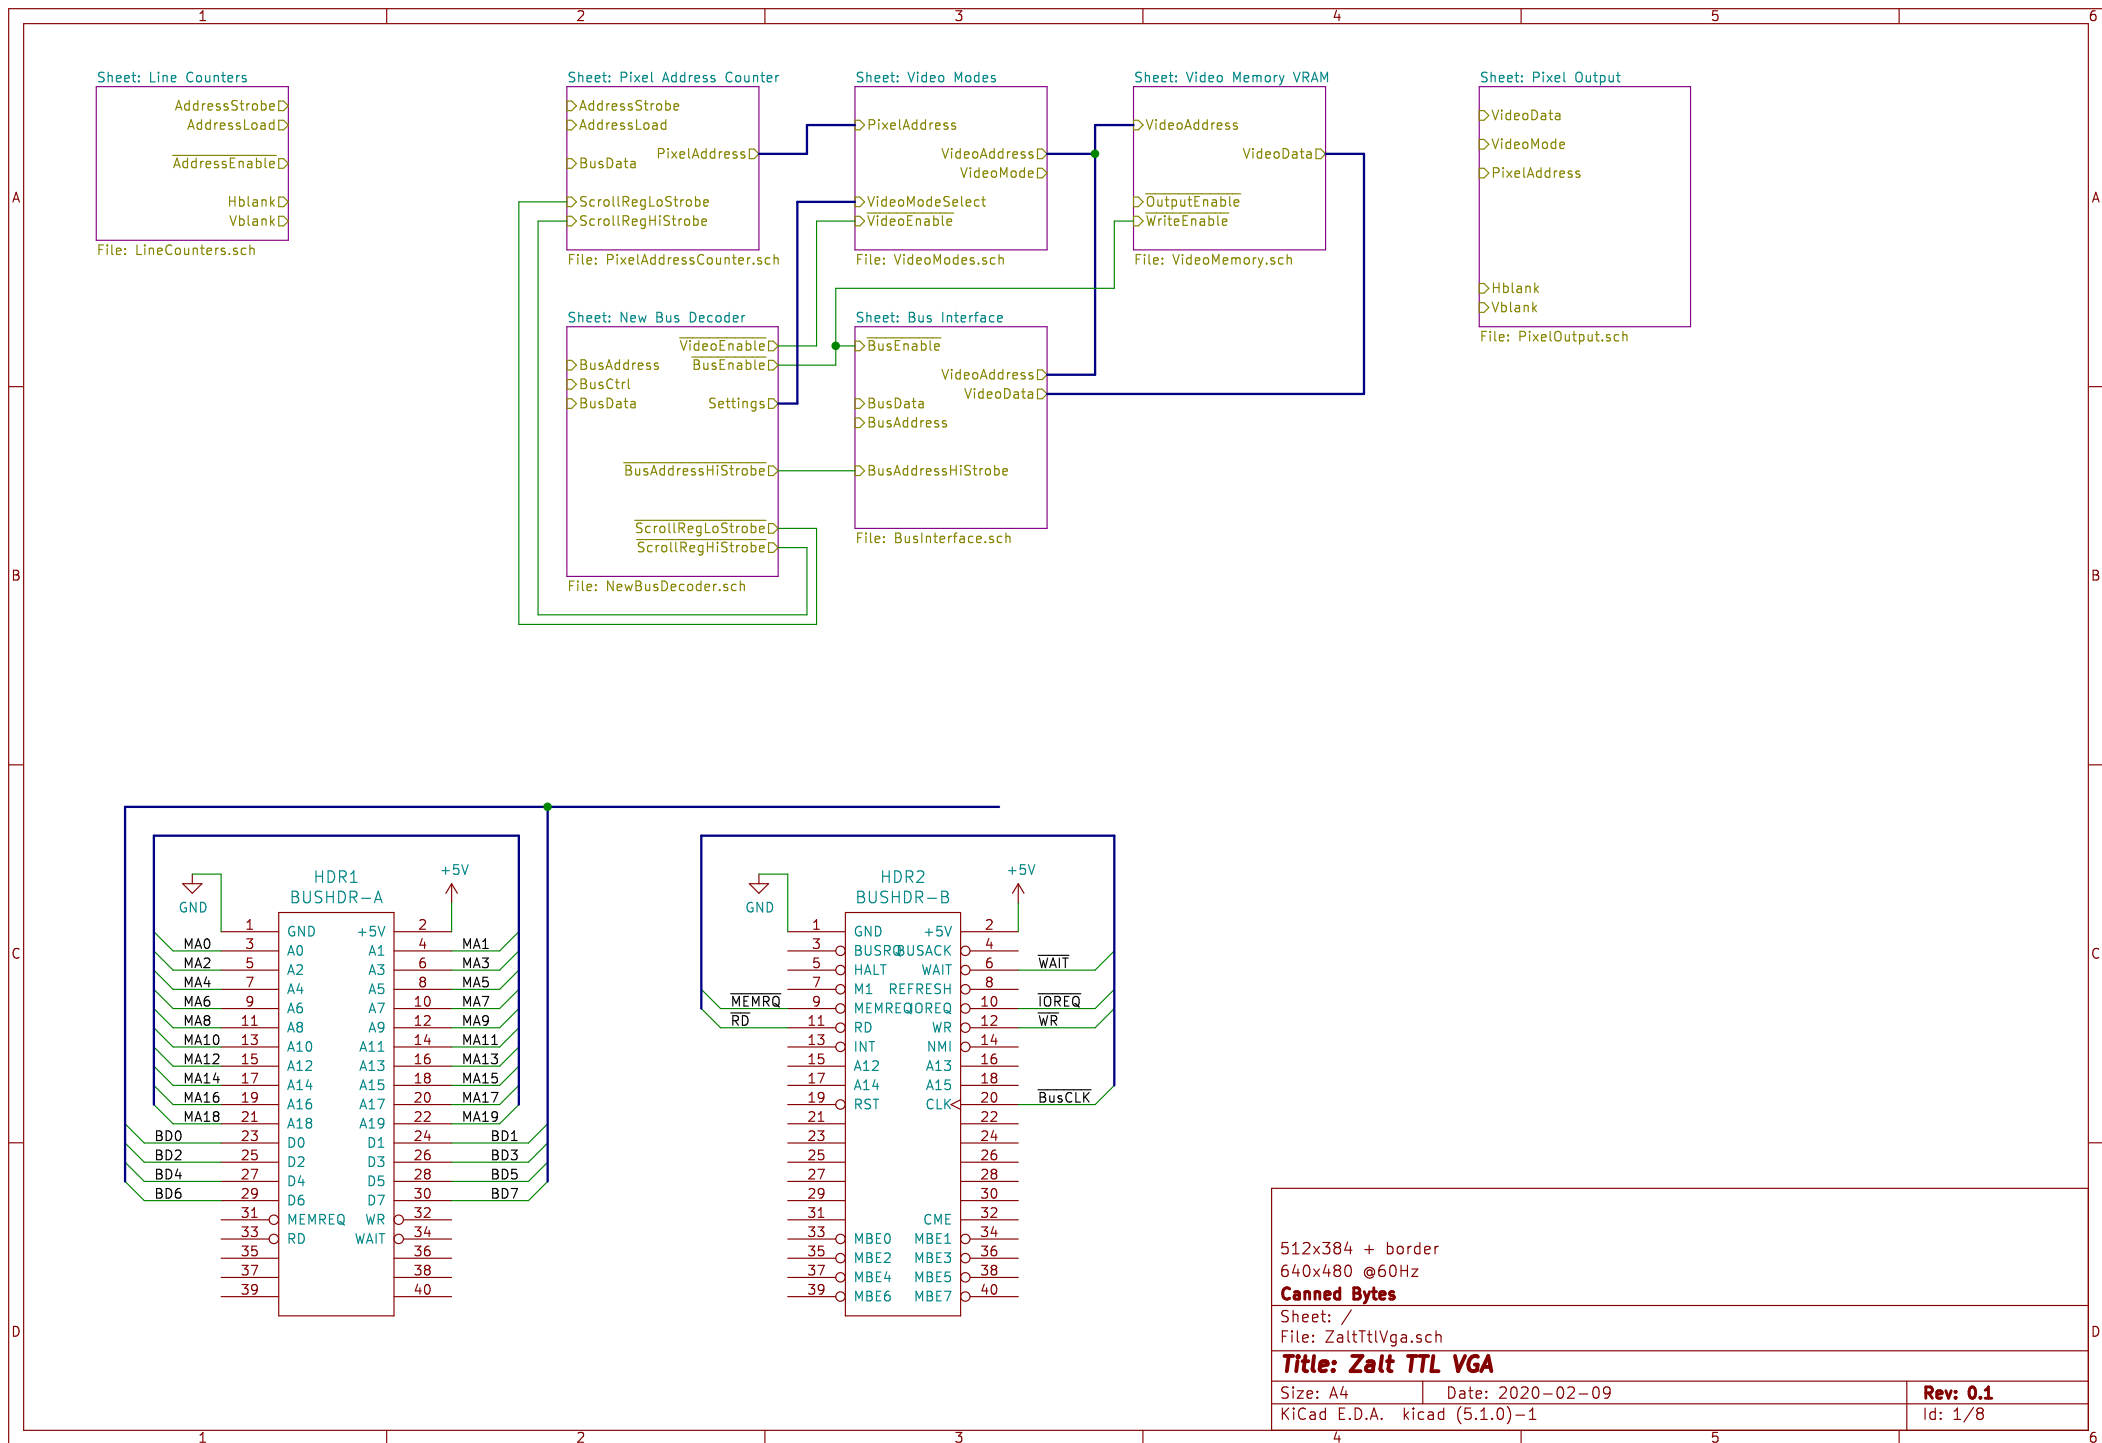 1 2 3 4 5 6
Sheet: Line Counters
AddressStrobe
AddressLoad
AddressEnable
Hblank
Vblank
File: LineCounters.sch
Sheet: Pixel Address Counter
AddressStrobe
AddressLoad
PixelAddress
BusData
ScrollRegLoStrobe
ScrollRegHiStrobe
File: PixelAddressCounter.sch
Sheet: Video Modes
PixelAddress
VideoAddress
VideoMode
VideoModeSelect
VideoEnable
File: VideoModes.sch
Sheet: Video Memory VRAM
VideoAddress
VideoData
OutputEnable
WriteEnable
File: VideoMemory.sch
Sheet: Pixel Output
VideoData
VideoMode
PixelAddress
Hblank
Vblank
File: PixelOutput.sch
A A
Sheet: New Bus Decoder
VideoEnable
BusAddress BusEnable
BusCtrl
BusData Settings
BusAddressHiStrobe
ScrollRegLoStrobe
ScrollRegHiStrobe
File: NewBusDecoder.sch
Sheet: Bus Interface
BusEnable
VideoAddress
VideoData
BusData
BusAddress
BusAddressHiStrobe
File: BusInterface.sch
B B
HDR1
BUSHDR-A
+5V
GND
1 GND +5V 2
MA0 3 A0 A1 4 MA1
MA2 5 A2 A3 6 MA3
MA4 7 A4 A5 8 MA5
MA6 9 A6 A7 10 MA7
MA8 11 A8 A9 12 MA9
MA10 13 A10 A11 14 MA11
MA12 15 A12 A13 16 MA13
MA14 17 A14 A15 18 MA15
MA16 19 A16 A17 20 MA17
MA18 21 A18 A19 22 MA19
BD0 23 D0 D1 24 BD1
BD2 25 D2 D3 26 BD3
BD4 27 D4 D5 28 BD5
BD6 29 D6 D7 30 BD7
31 MEMREQ WR 32
33 RD WAIT 34
35 36
37 38
39 40
HDR2
BUSHDR-B
+5V
GND
1 GND +5V 2
3 BUSRQ BUSACK 4
5 HALT WAIT 6 WAIT
7 M1 REFRESH 8
MEMRQ 9 MEMREQ IOREQ 10 IOREQ
RD 11 RD WR 12 WR
13 INT NMI 14
15 A12 A13 16
17 A14 A15 18
19 RST CLK 20 BusCLK
21 22
23 24
25 26
27 28
29 30
31 CME 32
33 MBE0 MBE1 34
35 MBE2 MBE3 36
37 MBE4 MBE5 38
39 MBE6 MBE7 40
C C
512x384 + border
640x480 @60Hz
Canned Bytes
Sheet: /
File: ZaltTtlVga.sch
Title: Zalt TTL VGA
Size: A4 Date: 2020-02-09 Rev: 0.1
KiCad E.D.A. kicad (5.1.0)-1 Id: 1/8
D D
1 2 3 4 5 6